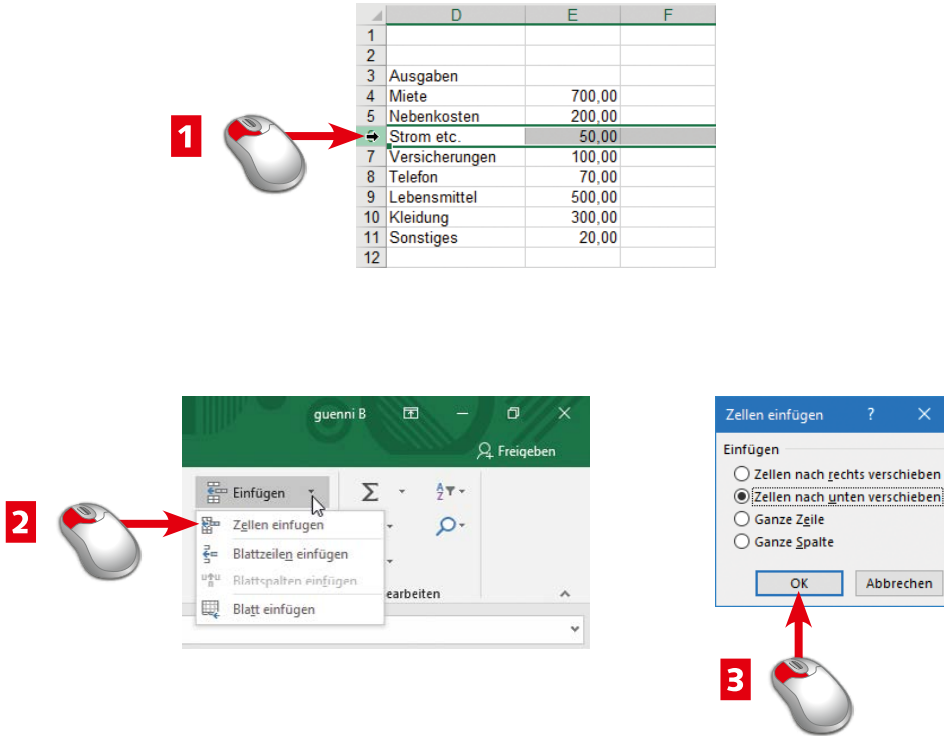 D E F
1
2
3 Ausgaben
4 Miete 700,00
5 Nebenkosten 200,00
1
Strom etc. 50,00
7 Versicherungen 100,00
8 Telefon 70,00
9 Lebensmittel 500,00
10 Kleidung 300,00
11 Sonstiges 20,00
12
guenni B
Freigeben
Einfügen
Σ
A
Z
2
Zellen einfugen
Blattzeilen einfügen
Blattspalten einfügen
Blatt einfügen
earbeiten
Zellen einfügen ? ×
Einfügen
Zellen nach rechts verschieben
Zellen nach unten verschieben
Ganze Zeile
Ganze Spalte
OK Abbrechen
3